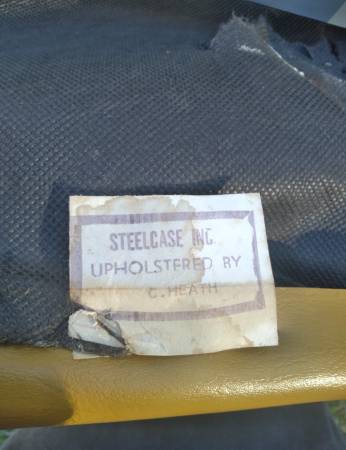 STEELCASE INC
UPHOLSTERED BY
C. HEATH